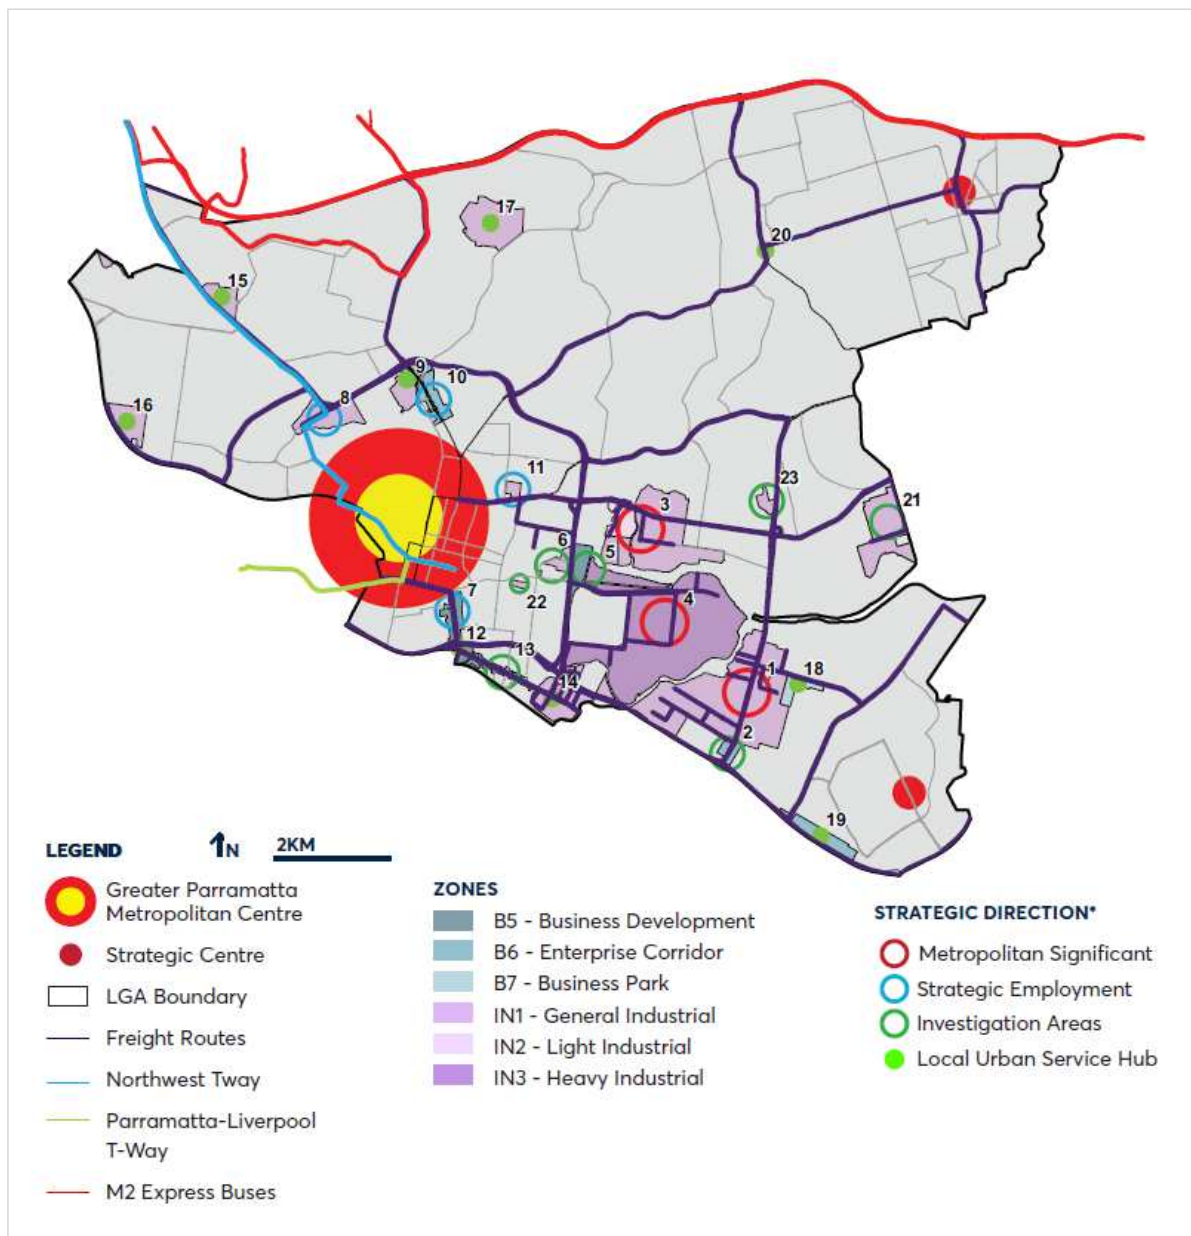 17
20
15
9
10
8
16
11
3
23
21
6
5
7
22
4
12
13
14
1
18
2
19
LEGEND
N
2KM
Greater Parramatta
Metropolitan Centre
Strategic Centre
LGA Boundary
Freight Routes
Northwest Tway
Parramatta-Liverpool
T-Way
M2 Express Buses
ZONES
B5 - Business Development
B6 - Enterprise Corridor
B7 - Business Park
IN1 - General Industrial
IN2 - Light Industrial
IN3 - Heavy Industrial
STRATEGIC DIRECTION*
Metropolitan Significant
Strategic Employment
Investigation Areas
Local Urban Service Hub